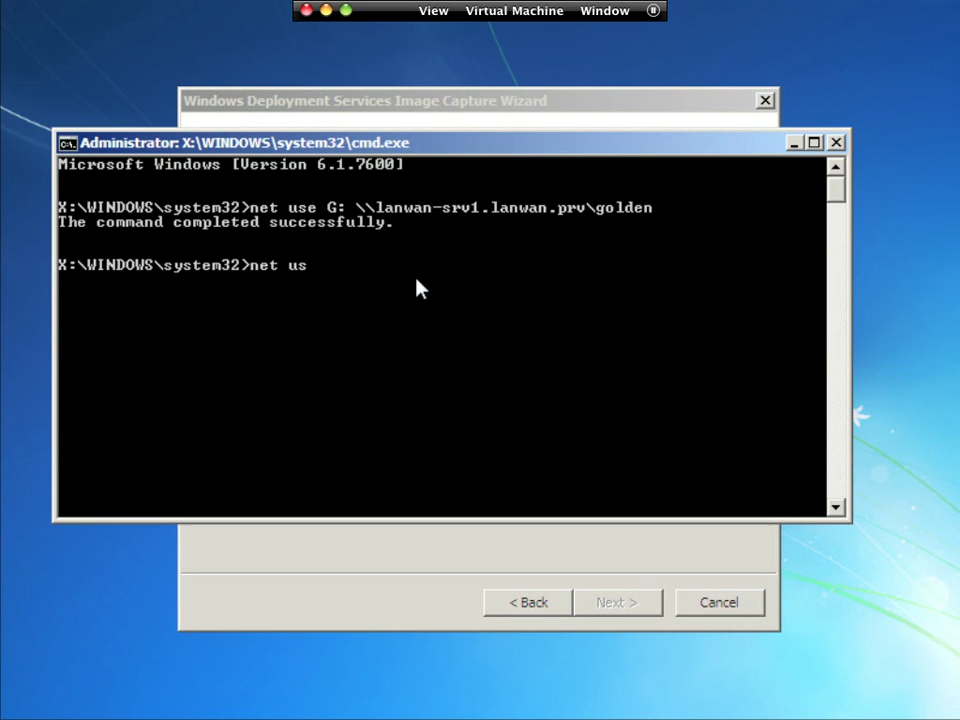 View Virtual Machine Window
Windows Deployment Services Image Capture Wizard
Administrator: X:\WINDOWS\system32\cmd.exe
Microsoft Windows [Version 6.1.7600]
X:\WINDOWS\system32>net use G: \\lanwan-srv1.lanwan.prv\golden
The command completed successfully.
X:\WINDOWS\system32>net us
< Back Next > Cancel